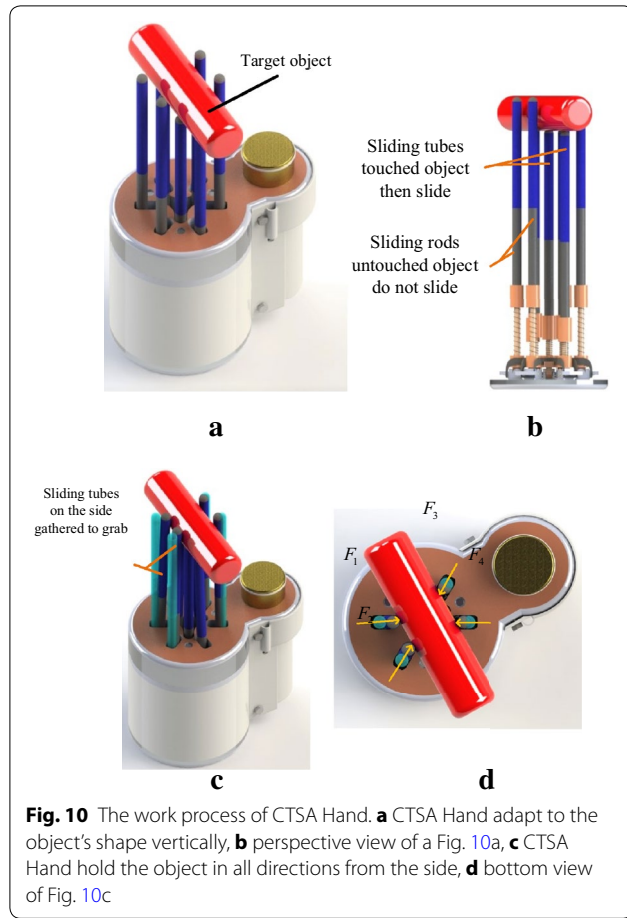 Target object
Sliding tubes
touched object
then slide
Sliding rods
untouched object
do not slide
a
b
Sliding tubes
on the side
gathered to grab
F3
F1
F4
F2
c
d
Fig. 10 The work process of CTSA Hand. a CTSA Hand adapt to the
object's shape vertically, b perspective view of a Fig. 10a, c CTSA
Hand hold the object in all directions from the side, d bottom view
of Fig. 10c